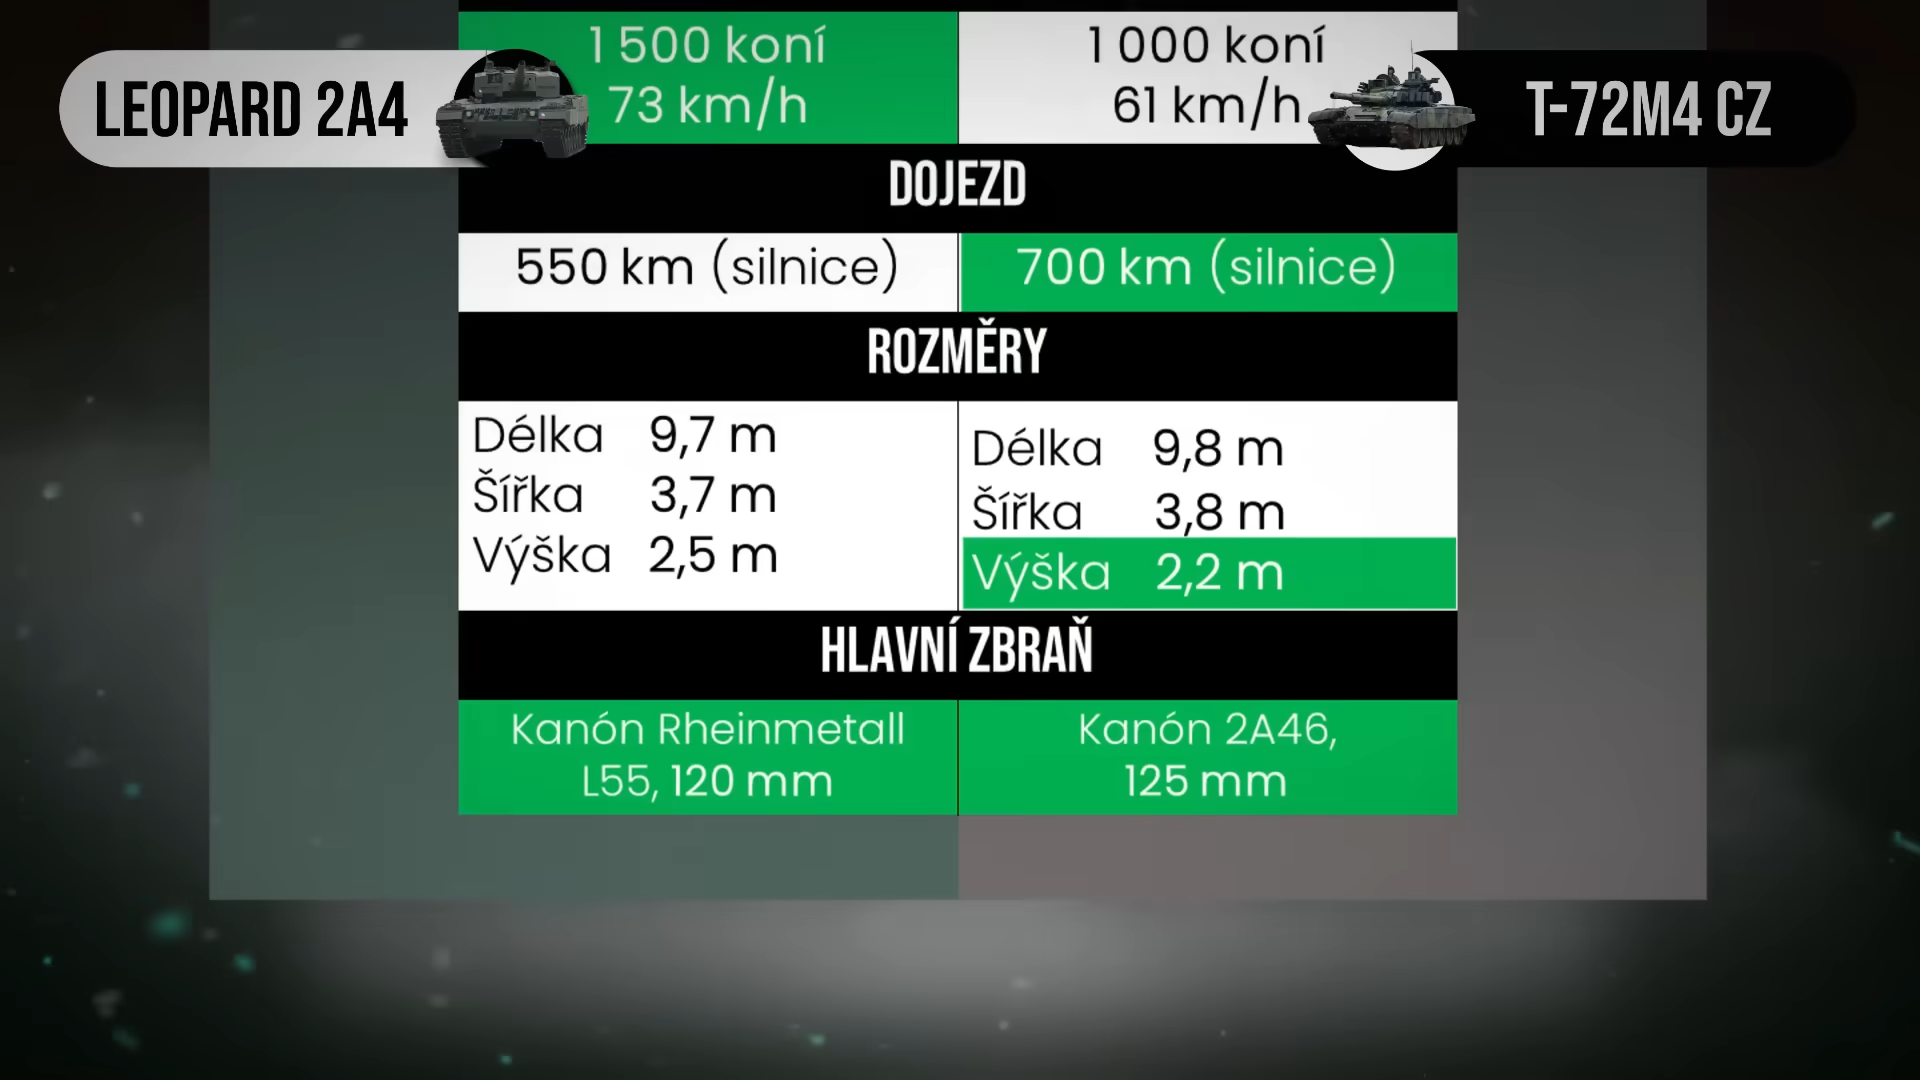 LEOPARD 2A4
T-72M4 CZ
1 500 koní
73 km/h
1 000 koní
61 km/h
DOJEZD
550 km (silnice)
700 km (silnice)
ROZMĚRY
Délka 9,7 m
Šířka 3,7 m
Výška 2,5 m
Délka 9,8 m
Šířka 3,8 m
Výška 2,2 m
HLAVNÍ ZBRAŇ
Kanón Rheinmetall
L55, 120 mm
Kanón 2A46,
125 mm